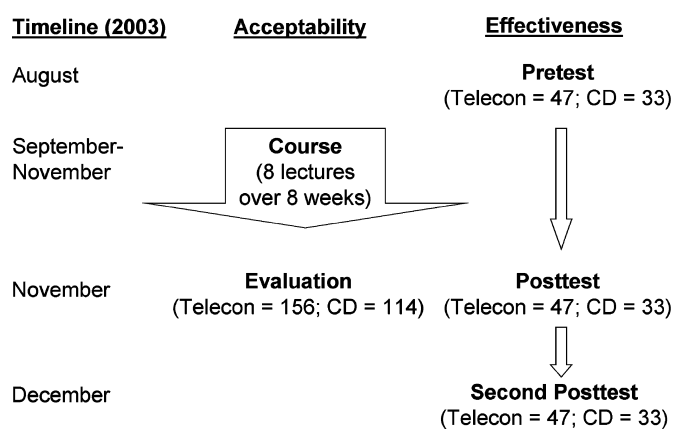 Timeline (2003) Acceptability Effectiveness
August Pretest
(Telecon = 47; CD = 33)
September-
November
Course
(8 lectures
over 8 weeks)
November Evaluation Posttest
(Telecon = 156; CD = 114) (Telecon = 47; CD = 33)
December Second Posttest
(Telecon = 47; CD = 33)